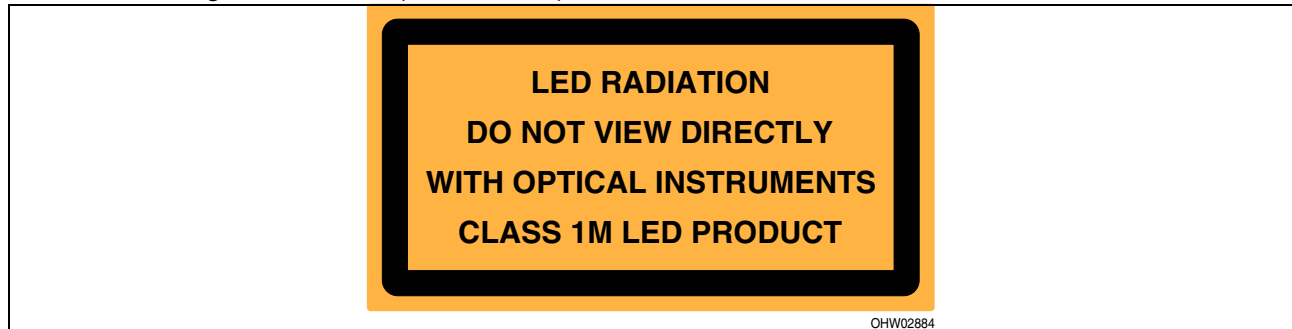 LED RADIATION
DO NOT VIEW DIRECTLY
WITH OPTICAL INSTRUMENTS
CLASS 1M LED PRODUCT
OHW02884